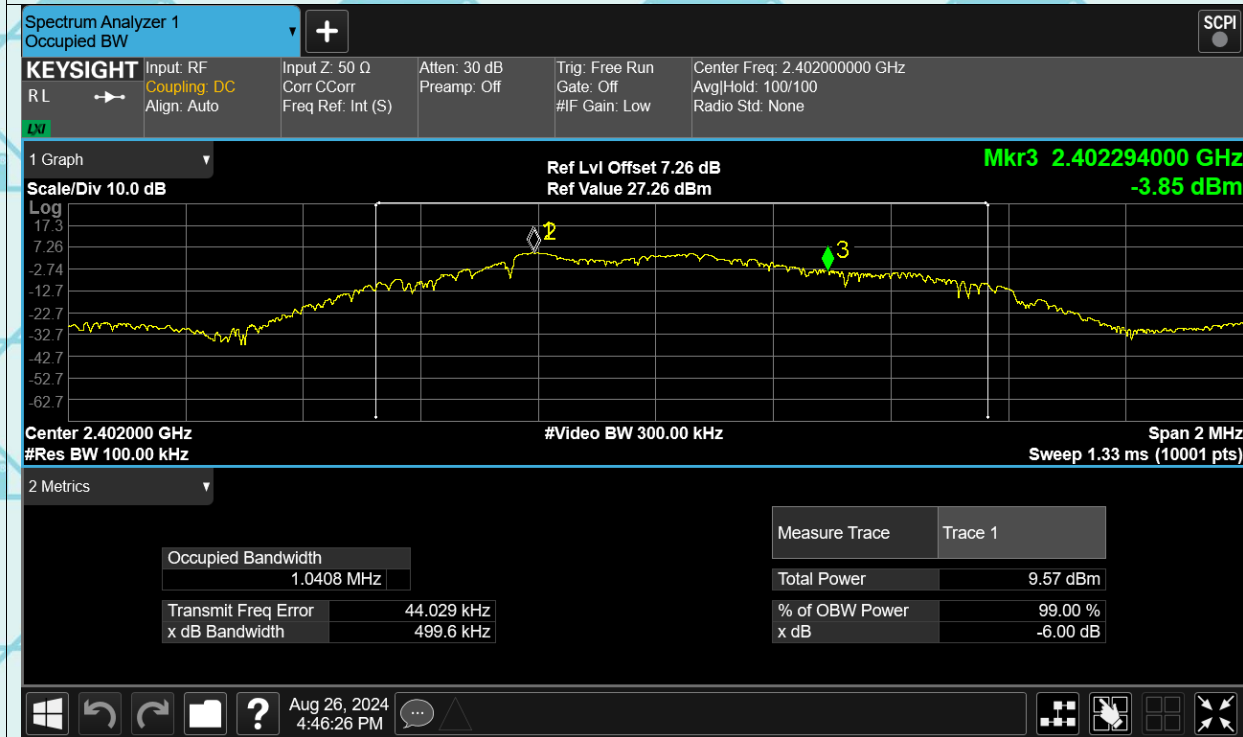 Spectrum Analyzer 1
Occupied BW
SCPI
KEYSIGHT
RL
LXI
Input: RF
Coupling: DC
Align: Auto
Input Z: 50 Ω
Corr CCorr
Freq Ref: Int (S)
Atten: 30 dB
Preamp: Off
Trig: Free Run
Gate: Off
#IF Gain: Low
Center Freq: 2.402000000 GHz
Avg|Hold: 100/100
Radio Std: None
1 Graph
Scale/Div 10.0 dB
Ref Lvl Offset 7.26 dB
Ref Value 27.26 dBm
Mkr3 2.402294000 GHz
-3.85 dBm
Log
17.3
7.26
-2.74
-12.7
-22.7
-32.7
-42.7
-52.7
-62.7
2
3
Center 2.402000 GHz
#Video BW 300.00 kHz
Span 2 MHz
#Res BW 100.00 kHz
Sweep 1.33 ms (10001 pts)
2 Metrics
Occupied Bandwidth
1.0408 MHz
Transmit Freq Error 44.029 kHz
x dB Bandwidth 499.6 kHz
Measure Trace Trace 1
Total Power 9.57 dBm
% of OBW Power 99.00 %
x dB -6.00 dB
?
Aug 26, 2024
4:46:26 PM